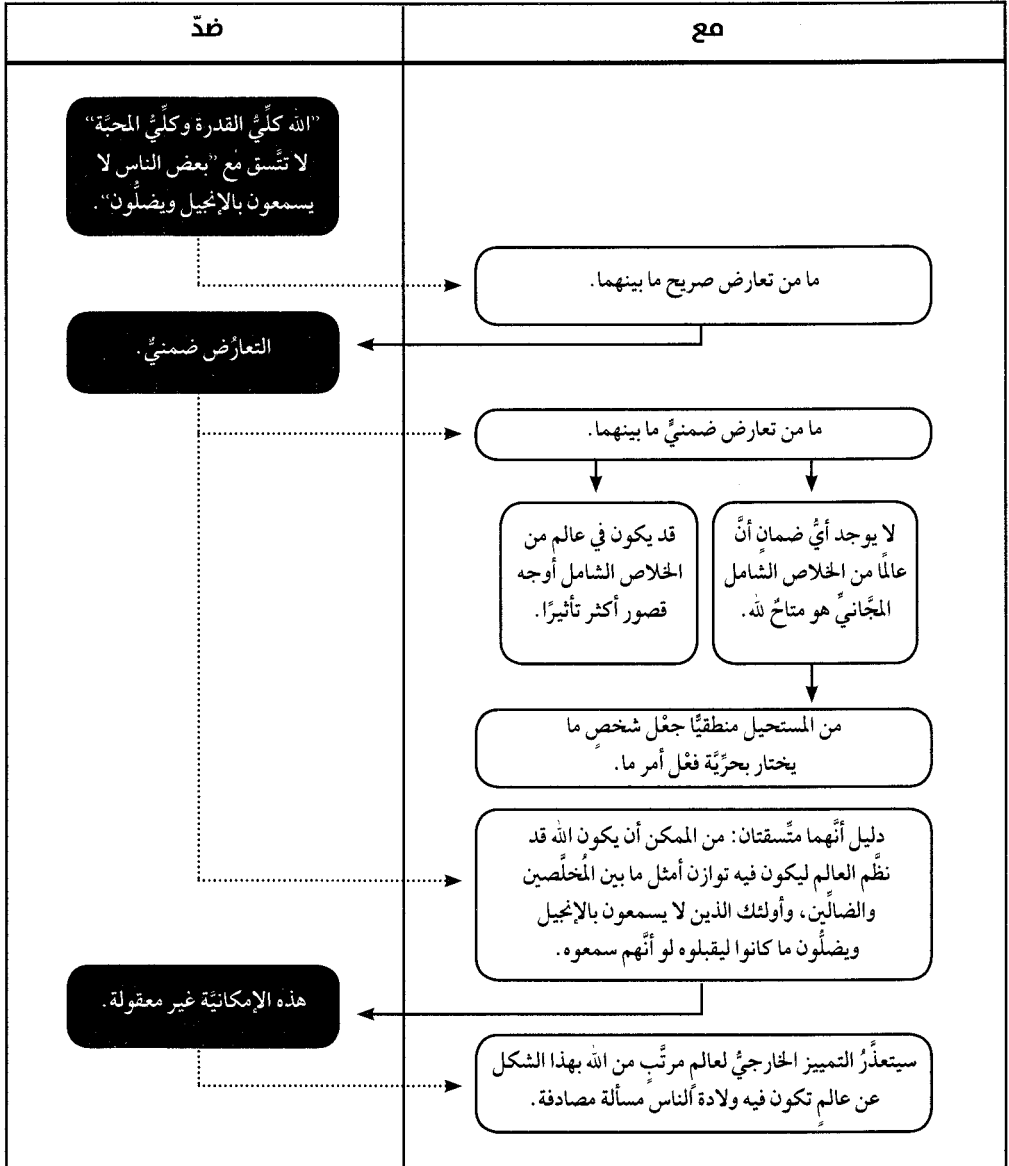 مع
ضدّ
”الله كلِّيُّ القدرة وكلِّيُّ المحبَّة“
لا تتَّسق مع ”بعض الناس لا
يسمعون بالإنجيل ويضلُّون“.
ما من تعارض صريح ما بينهما.
التعارُض ضمنيٌّ.
ما من تعارض ضمنيٍّ ما بينهما.
لا يوجد أيُّ ضمانٍ أنَّ
عالمًا من الخلاص الشامل
المجَّانيِّ هو متاحٌ لله.
قد يكون في عالم من
الخلاص الشامل أوجه
قصور أكثر تأثيرًا.
من المستحيل منطقيًّا جعْل شخصٍ ما
يختار بحرِّيَّة فعْل أمر ما.
دليل أنَّهما متَّسقتان: من الممكن أن يكون الله قد
نظَّم العالم ليكون فيه توازن أمثل ما بين المُخلَّصين
والضالِّين، وأولئك الذين لا يسمعون بالإنجيل
ويضلُّون ما كانوا ليقبلوه لو أنَّهم سمعوه.
هذه الإمكانيَّة غير معقولة.
سيتعذَّرُ التمييز الخارجيُّ لعالمٍ مرتَّبٍ من الله بهذا الشكل
عن عالمٍ تكون فيه ولادة الناس مسألة مصادفة.